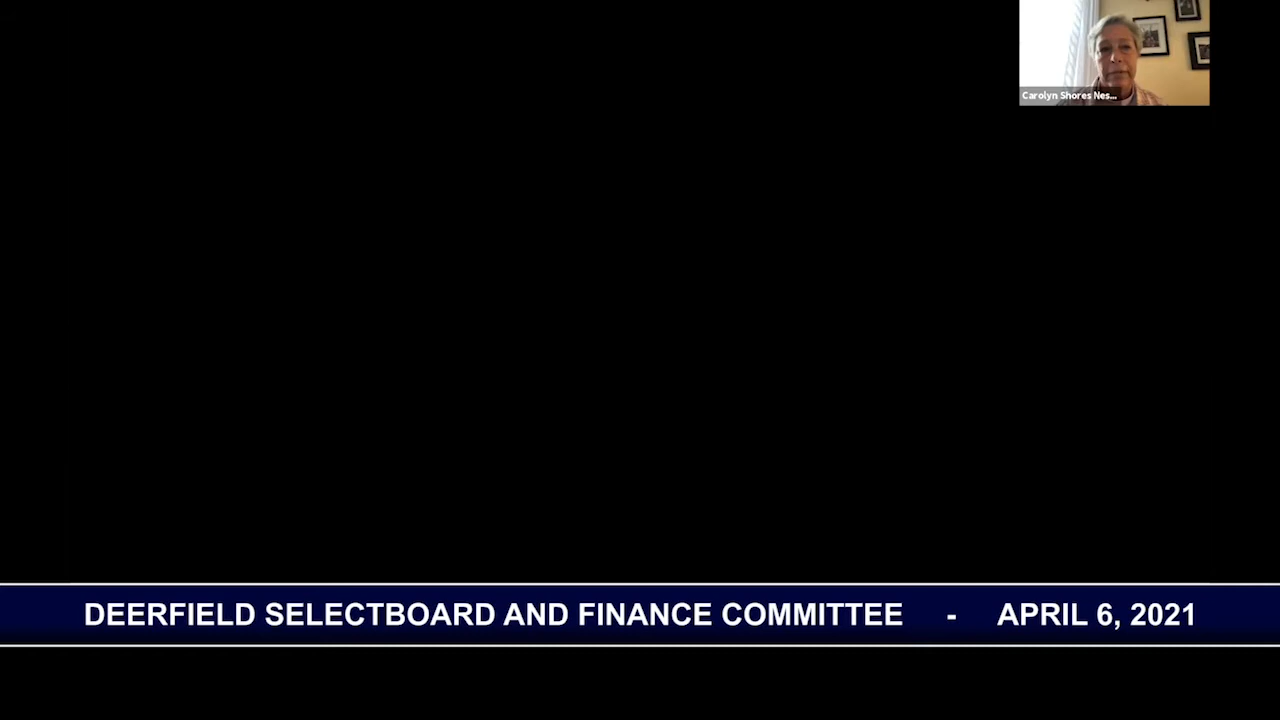 Carolyn Shores Nes...
DEERFIELD SELECTBOARD AND FINANCE COMMITTEE - APRIL 6, 2021